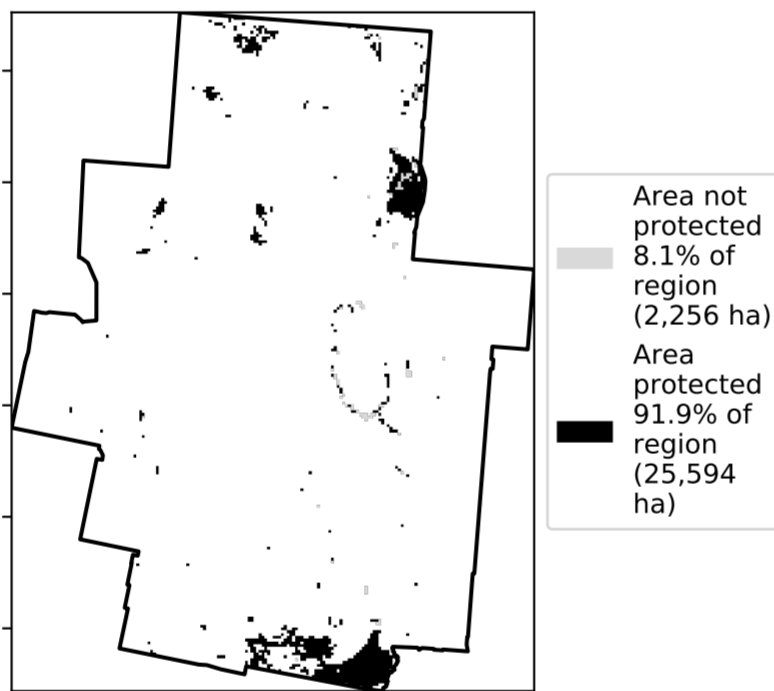 Area not
protected
8.1% of
region
(2,256 ha)
Area
protected
91.9% of
region
(25,594
ha)